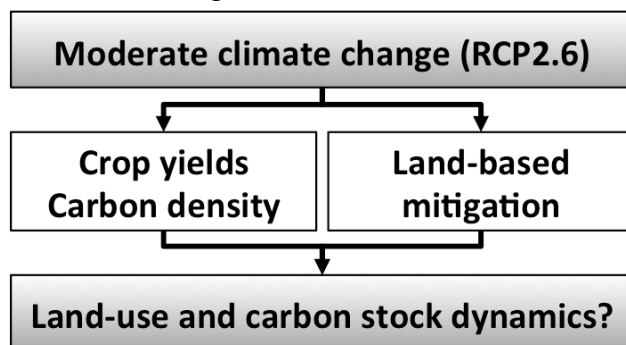 Moderate climate change (RCP2.6)
Crop yields
Carbon density
Land-based
mitigation
Land-use and carbon stock dynamics?